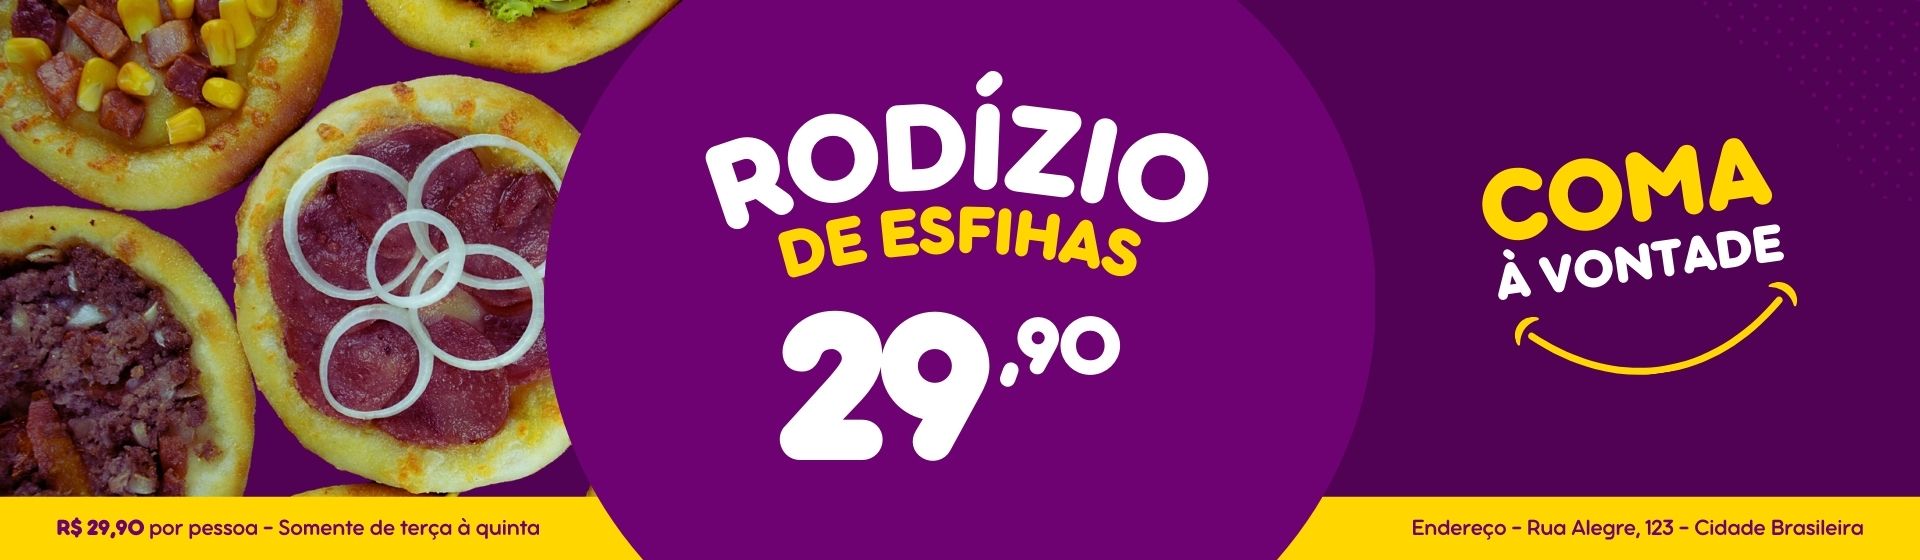 RODÍZIO
DE ESFIHAS
29,90
COMA
À VONTADE
R$ 29,90 por pessoa - Somente de terça à quinta
Endereço - Rua Alegre, 123 - Cidade Brasileira